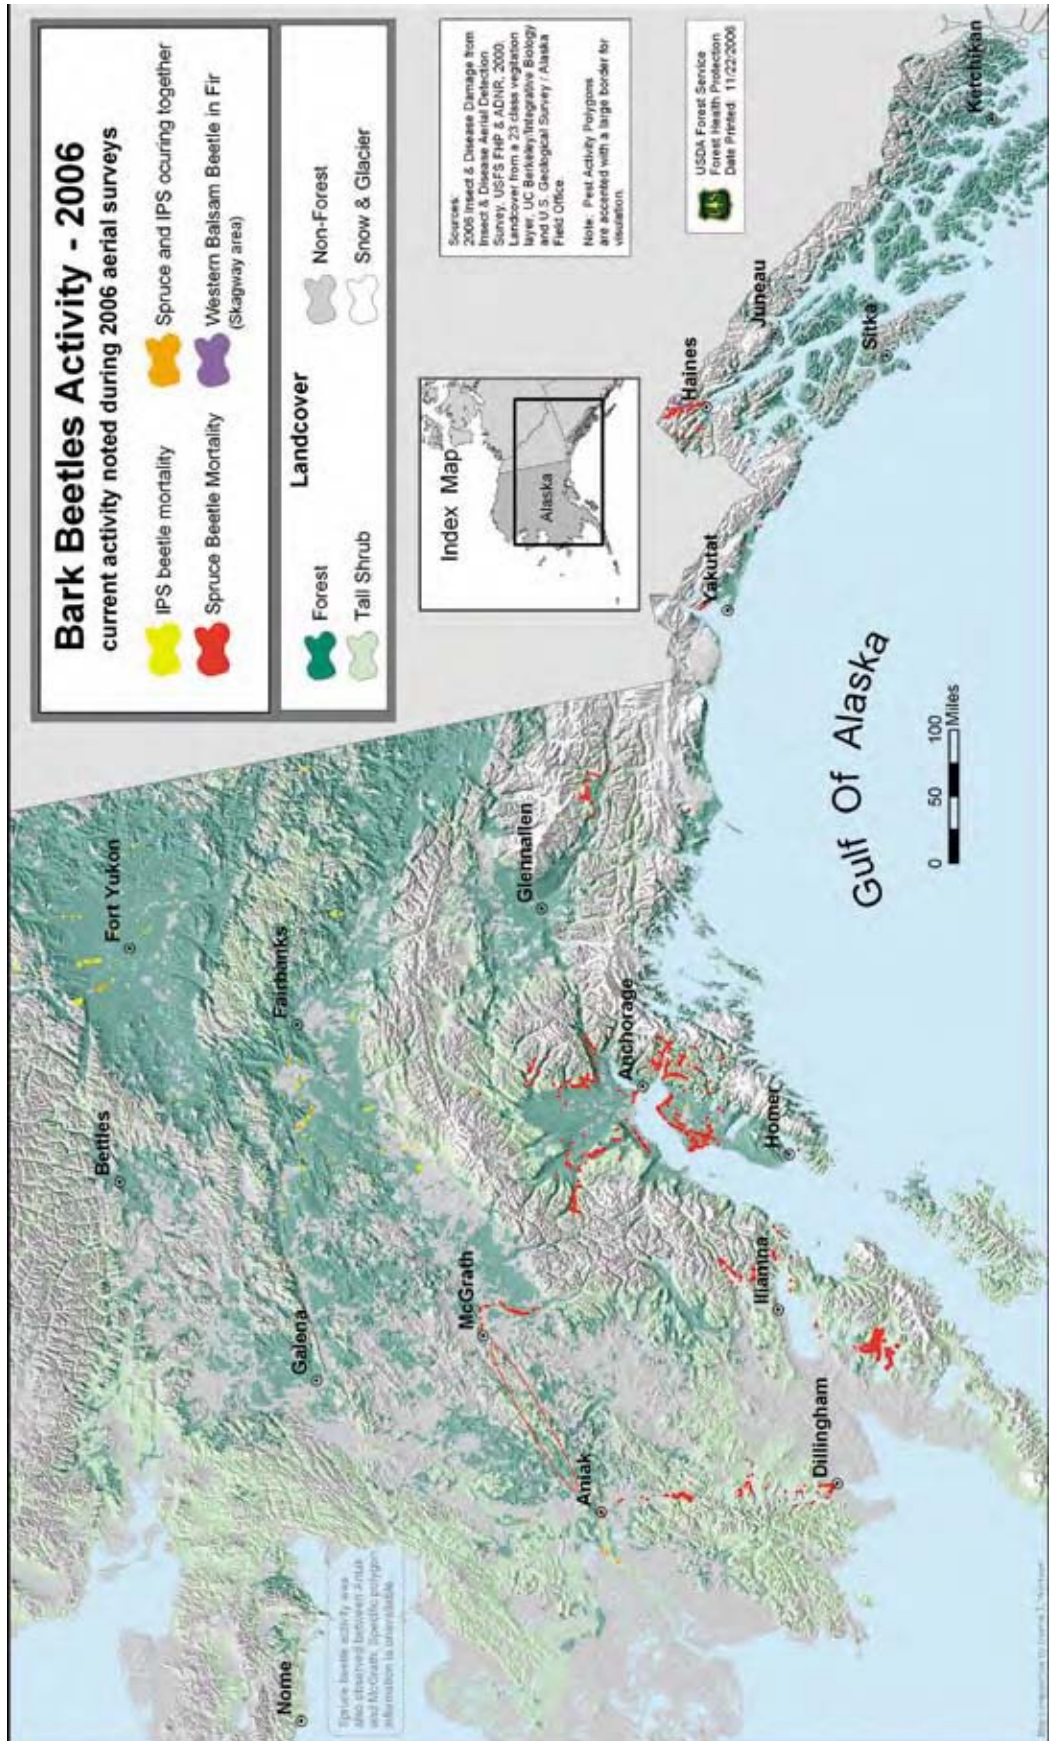 Bark Beetles Activity - 2006
current activity noted during 2006 aerial surveys
IPS beetle mortality
Spruce and IPS ocuring together
Spruce Beetle Mortality
Western Balsam Beetle in Fir
(Skagway area)
Landcover
Forest
Non-Forest
Tall Shrub
Snow & Glacier
Index Map
Alaska
Sources:
2006 Insect & Disease Damage from
Insect & Disease Aerial Detection
Survey, USFS FHP & ADNR, 2000;
Landcover from a 23 class vegitation
layer, UC Berkeley/Integrative Biology
and U.S. Geological Survey / Alaska
Field Office.
Note: Pest Activity Polygons
are accented with a large border for
visulation.
USDA Forest Service
Forest Health Protection
Date Printed: 11/22/2006
Fort Yukon
Bettles
Fairbanks
Galena
Nome
Spruce beetle activity was
also observed between Aniak
and McGrath. Specific polygon
information is unavailable.
McGrath
Glennallen
Aniak
Anchorage
Haines
Yakutat
Juneau
Iliamna
Homer
Dillingham
Sitka
Ketchikan
Gulf Of Alaska
0 50 100
Miles